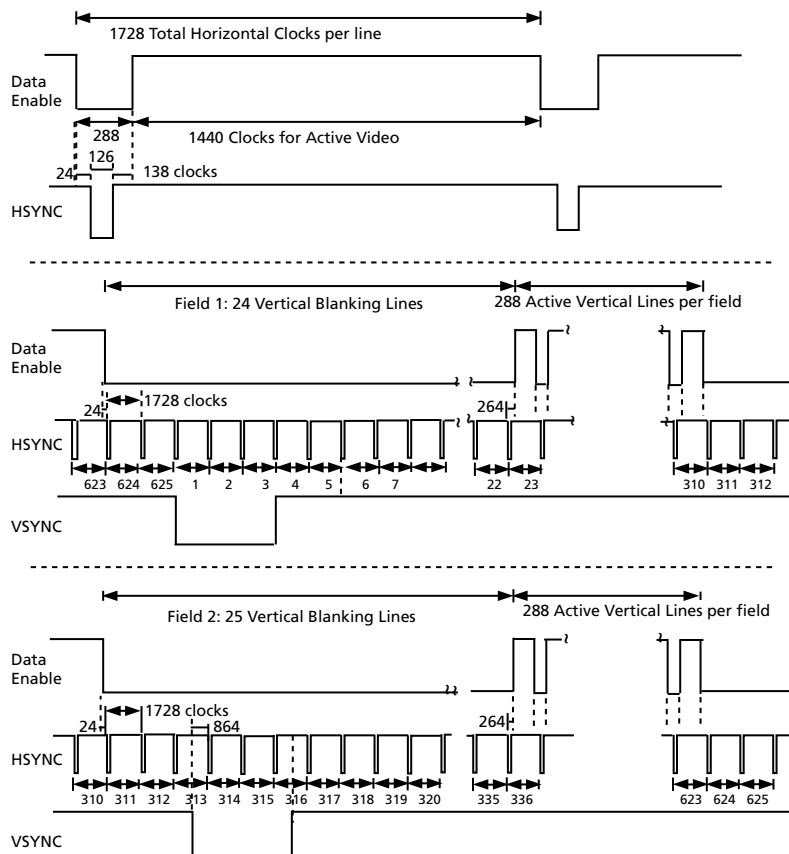 1728 Total Horizontal Clocks per line
Data
Enable
288
1440 Clocks for Active Video
126
24
138 clocks
HSYNC
Field 1: 24 Vertical Blanking Lines
288 Active Vertical Lines per field
Data
Enable
24
1728 clocks
264
HSYNC
623 624 625 1 2 3 4 5 6 7 22 23 310 311 312
VSYNC
Field 2: 25 Vertical Blanking Lines
288 Active Vertical Lines per field
Data
Enable
24
1728 clocks
864
264
HSYNC
310 311 312 313 314 315 316 317 318 319 320 335 336 623 624 625
VSYNC